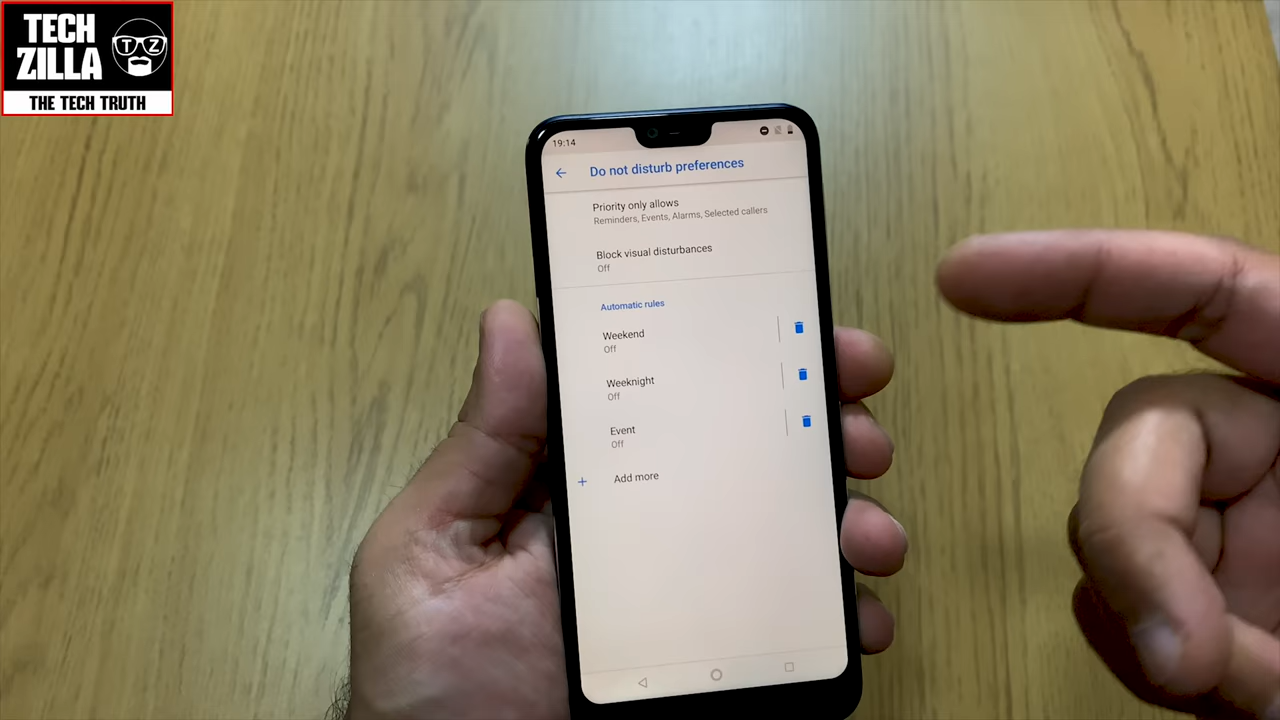 TECH
ZILLA
T Z
THE TECH TRUTH
19:14
Do not disturb preferences
Priority only allows
Reminders, Events, Alarms, Selected callers
Block visual disturbances
Off
Automatic rules
Weekend
Off
Weeknight
Off
Event
Off
Add more